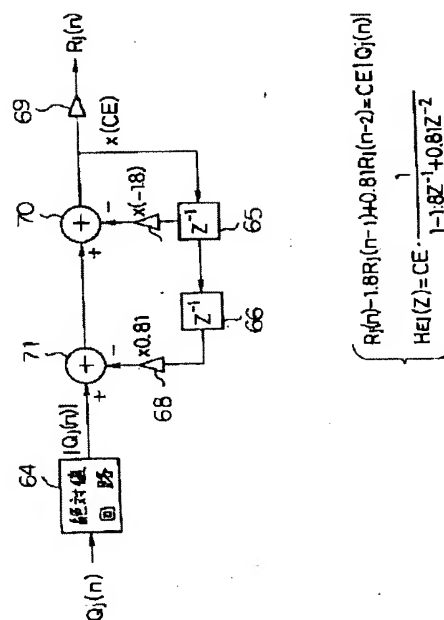 Qj(n)
64
絶対値
回 路
|Qj(n)|
71
+
+
-
×0.81
68
Z⁻¹
66
70
+
+
-
×(-1.8)
Z⁻¹
65
×(CE)
69
Rj(n)
Rj(n)-1.8Rj(n-1)+0.81Rj(n-2)=CE|Qj(n)|
HEj(Z)=CE·1/(1-1.8Z⁻¹+0.81Z⁻²)